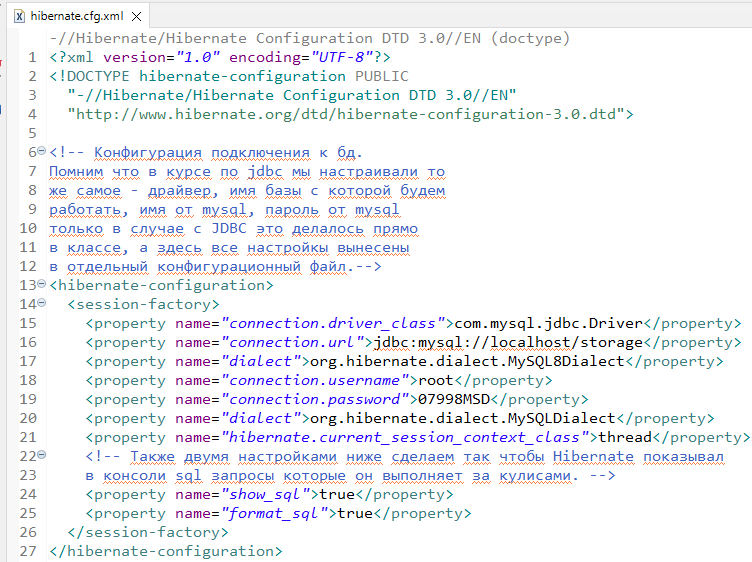 hibernate.cfg.xml
-//Hibernate/Hibernate Configuration DTD 3.0//EN (doctype)
1 <?xml version="1.0" encoding="UTF-8"?>
2 <!DOCTYPE hibernate-configuration PUBLIC
3 "-//Hibernate/Hibernate Configuration DTD 3.0//EN"
4 "http://www.hibernate.org/dtd/hibernate-configuration-3.0.dtd">
5
6 <!-- Конфигурация подключения к бд.
7 Помним что в курсе по jdbc мы настраивали то
8 же самое - драйвер, имя базы с которой будем
9 работать, имя от mysql, пароль от mysql
10 только в случае с JDBC это делалось прямо
11 в классе, а здесь все настройкы вынесены
12 в отдельный конфигурационный файл.-->
13 <hibernate-configuration>
14 <session-factory>
15 <property name="connection.driver_class">com.mysql.jdbc.Driver</property>
16 <property name="connection.url">jdbc:mysql://localhost/storage</property>
17 <property name="dialect">org.hibernate.dialect.MySQL8Dialect</property>
18 <property name="connection.username">root</property>
19 <property name="connection.password">07998MSD</property>
20 <property name="dialect">org.hibernate.dialect.MySQLDialect</property>
21 <property name="hibernate.current_session_context_class">thread</property>
22 <!-- Также двумя настройками ниже сделаем так чтобы Hibernate показывал
23 в консоли sql запросы которые он выполняет за кулисами. -->
24 <property name="show_sql">true</property>
25 <property name="format_sql">true</property>
26 </session-factory>
27 </hibernate-configuration>